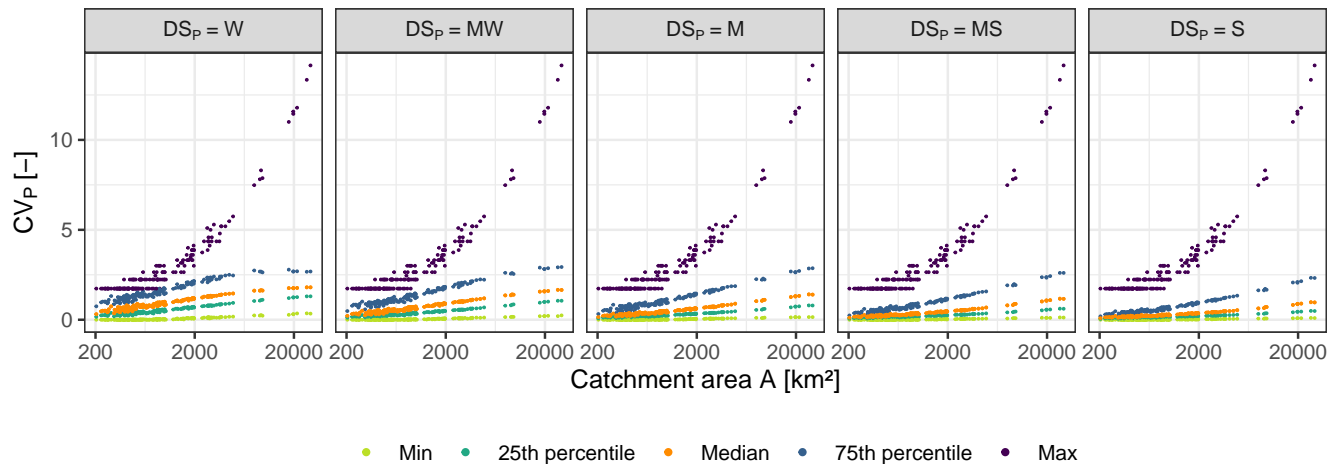 DSP = W DSP = MW DSP = M DSP = MS DSP = S
CVP [−]
10
5
0
200 2000 20000 200 2000 20000 200 2000 20000 200 2000 20000 200 2000 20000
Catchment area A [km²]
Min 25th percentile Median 75th percentile Max